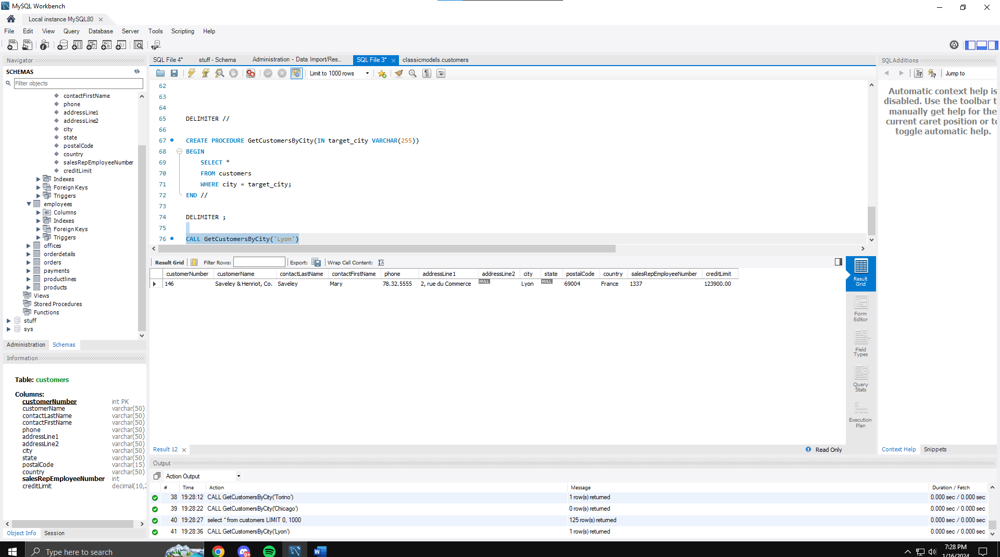 MySQL Workbench
Local instance MySQL80
File Edit View Query Database Server Tools Scripting Help
Navigator
SCHEMAS
Filter objects
contactFirstName
phone
addressLine1
addressLine2
city
state
postalCode
country
salesRepEmployeeNumber
creditLimit
Indexes
Foreign Keys
Triggers
employees
Columns
Indexes
Foreign Keys
Triggers
offices
orderdetails
orders
payments
productlines
products
Views
Stored Procedures
Functions
stuff
sys
Administration Schemas
Information
Table: customers
Columns:
customerNumber int PK
customerName varchar(50)
contactLastName varchar(50)
contactFirstName varchar(50)
phone varchar(50)
addressLine1 varchar(50)
addressLine2 varchar(50)
city varchar(50)
state varchar(50)
postalCode varchar(15)
country varchar(50)
salesRepEmployeeNumber int
creditLimit decimal(10,2
Object Info Session
SQL File 4* stuff - Schema Administration - Data Import/Res... SQL File 3* classicmodels.customers
Limit to 1000 rows
62
63
64
65 DELIMITER //
66
67 CREATE PROCEDURE GetCustomersByCity(IN target_city VARCHAR(255))
68 BEGIN
69 SELECT *
70 FROM customers
71 WHERE city = target_city;
72 END //
73
74 DELIMITER ;
75
76 CALL GetCustomersByCity('Lyon')
Result Grid Filter Rows: Export: Wrap Cell Content:
customerNumber customerName contactLastName contactFirstName phone addressLine1 addressLine2 city state postalCode country salesRepEmployeeNumber creditLimit
146 Saveley & Henriot, Co. Saveley Mary 78.32.5555 2, rue du Commerce NULL Lyon NULL 69004 France 1337 123900.00
Result Grid
Form Editor
Field Types
Query Stats
Execution Plan
Result 12
Read Only
Output
Action Output
# Time Action Message Duration / Fetch
38 19:28:12 CALL GetCustomersByCity('Torino') 1 row(s) returned 0.000 sec / 0.000 sec
39 19:28:22 CALL GetCustomersByCity('Chicago') 0 row(s) returned 0.000 sec / 0.000 sec
40 19:28:27 select * from customers LIMIT 0, 1000 125 row(s) returned 0.000 sec / 0.000 sec
41 19:28:36 CALL GetCustomersByCity('Lyon') 1 row(s) returned 0.000 sec / 0.000 sec
SQLAdditions
Jump to
Automatic context help is
disabled. Use the toolbar t
manually get help for the
current caret position or to
toggle automatic help.
Context Help Snippets
Type here to search
9+
7:28 PM
1/16/2024